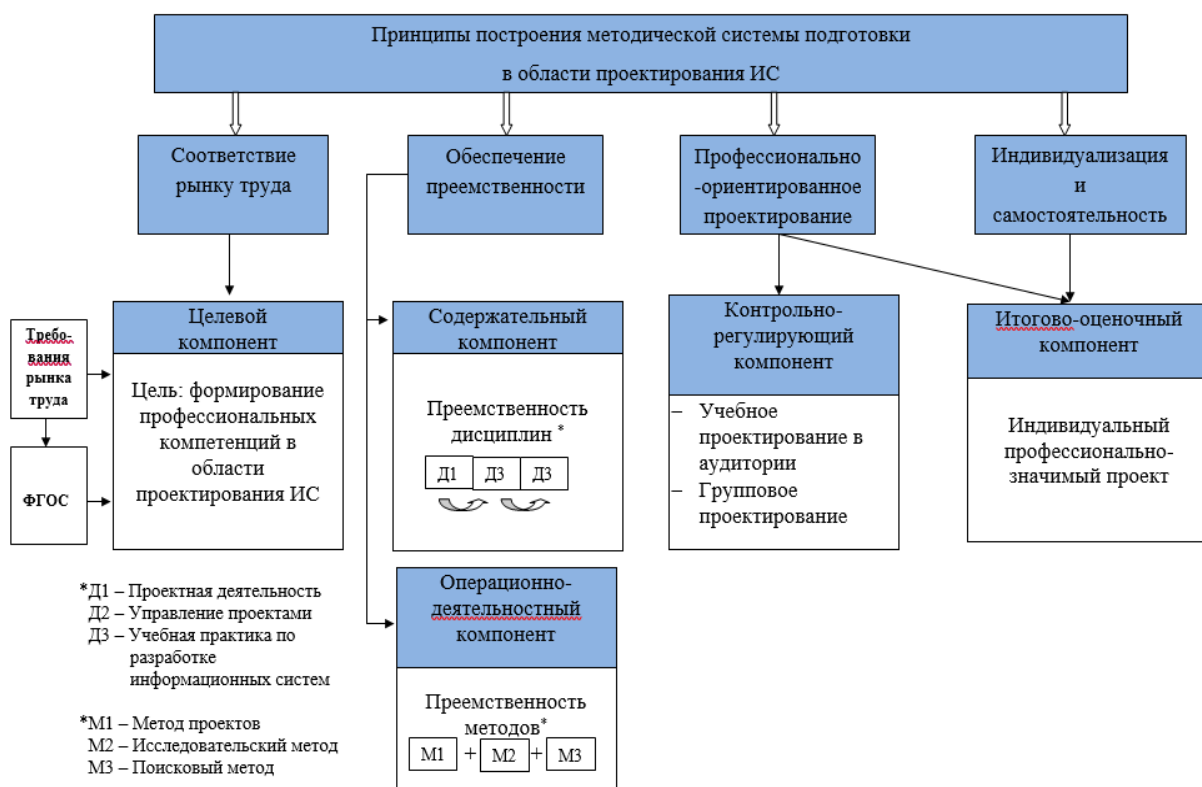 Принципы построения методической системы подготовки
в области проектирования ИС
Соответствие
рынку труда
Обеспечение
преемственности
Профессионально
-ориентированное
проектирование
Индивидуализация
и
самостоятельность
Требо-
вания
рынка
труда
ФГОС
Целевой
компонент
Цель: формирование
профессиональных
компетенций в
области
проектирования ИС
Содержательный
компонент
Преемственность
дисциплин *
Д1 Д3 Д3
Контрольно-
регулирующий
компонент
– Учебное
проектирование в
аудитории
– Групповое
проектирование
Итогово-оценочный
компонент
Индивидуальный
профессионально-
значимый проект
*Д1 – Проектная деятельность
Д2 – Управление проектами
Д3 – Учебная практика по
разработке
информационных систем
*М1 – Метод проектов
М2 – Исследовательский метод
М3 – Поисковый метод
Операционно-
деятельностный
компонент
Преемственность
методов*
М1 + М2 + М3